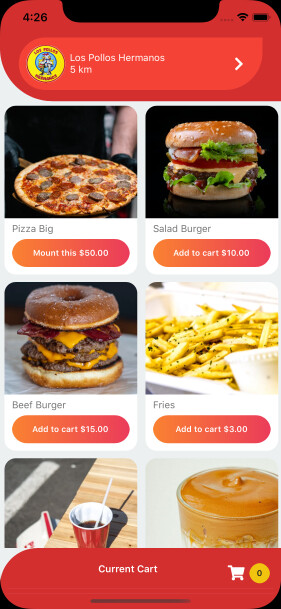 4:26
LOS POLLOS
HERMANOS
Los Pollos Hermanos
5 km
Pizza Big
Salad Burger
Mount this $50.00
Add to cart $10.00
Beef Burger
Fries
Add to cart $15.00
Add to cart $3.00
Current Cart
0